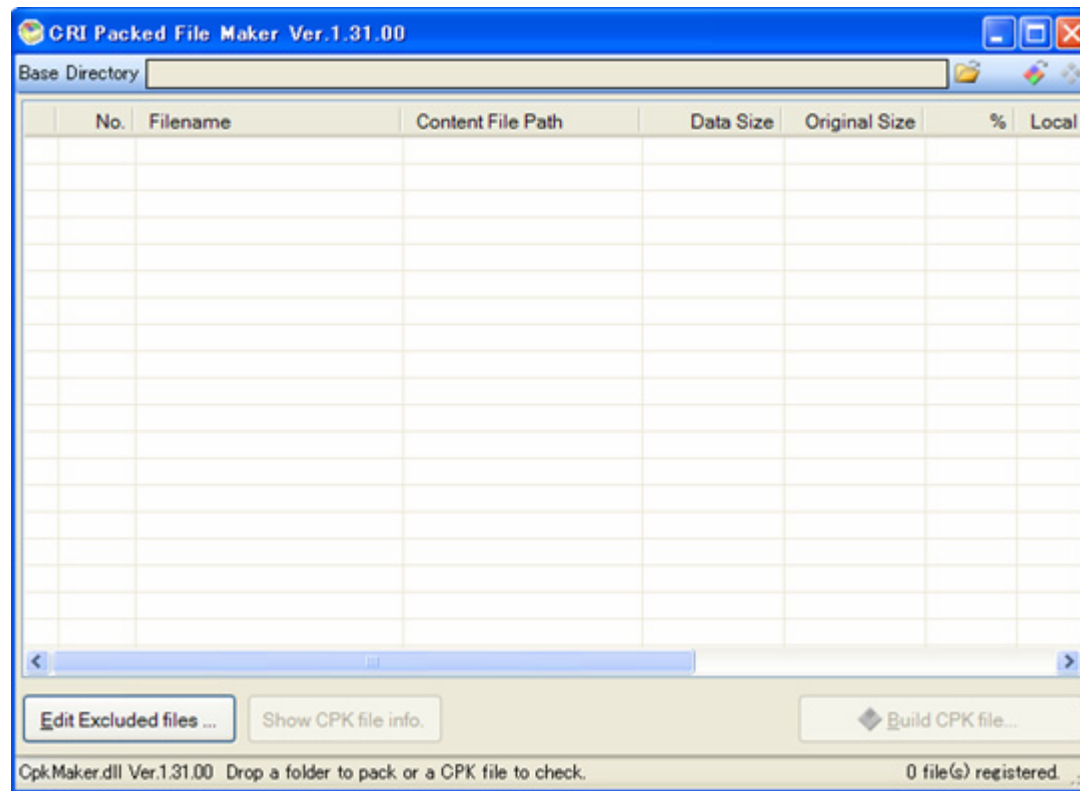 CRI Packed File Maker Ver.1.31.00
Base Directory
No. Filename Content File Path Data Size Original Size % Local
Edit Excluded files ... Show CPK file info. Build CPK file...
CpkMaker.dll Ver.1.31.00 Drop a folder to pack or a CPK file to check. 0 file(s) registered.